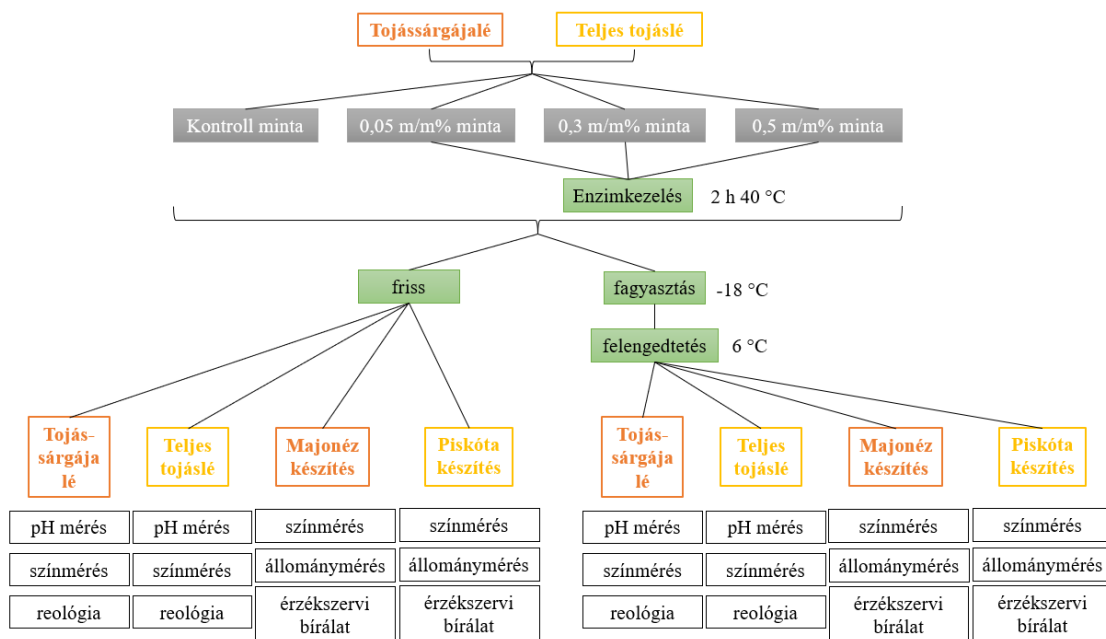 Tojássárgájalé
Teljes tojáslé
Kontroll minta
0,05 m/m% minta
0,3 m/m% minta
0,5 m/m% minta
Enzimkezelés
2 h 40 °C
friss
fagyasztás
-18 °C
felengedtetés
6 °C
Tojás-
sárgája
lé
Teljes
tojáslé
Majonéz
készítés
Piskóta
készítés
Tojás-
sárgája
lé
Teljes
tojáslé
Majonéz
készítés
Piskóta
készítés
pH mérés
pH mérés
színmérés
színmérés
pH mérés
pH mérés
színmérés
színmérés
színmérés
színmérés
állománymérés
állománymérés
színmérés
színmérés
állománymérés
állománymérés
reológia
reológia
érzékszervi
bírálat
érzékszervi
bírálat
reológia
reológia
érzékszervi
bírálat
érzékszervi
bírálat